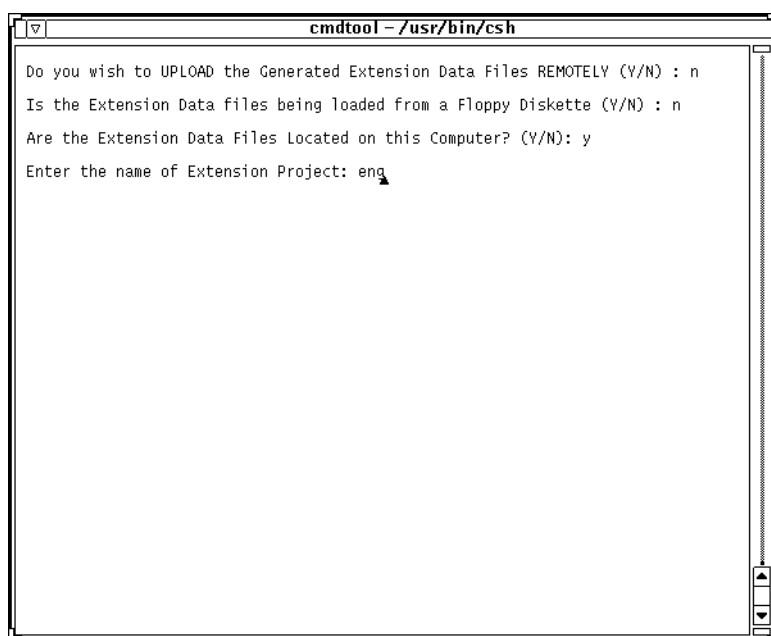 cmdtool – /usr/bin/csh
Do you wish to UPLOAD the Generated Extension Data Files REMOTELY (Y/N) : n
Is the Extension Data files being loaded from a Floppy Diskette (Y/N) : n
Are the Extension Data Files Located on this Computer? (Y/N): y
Enter the name of Extension Project: eng